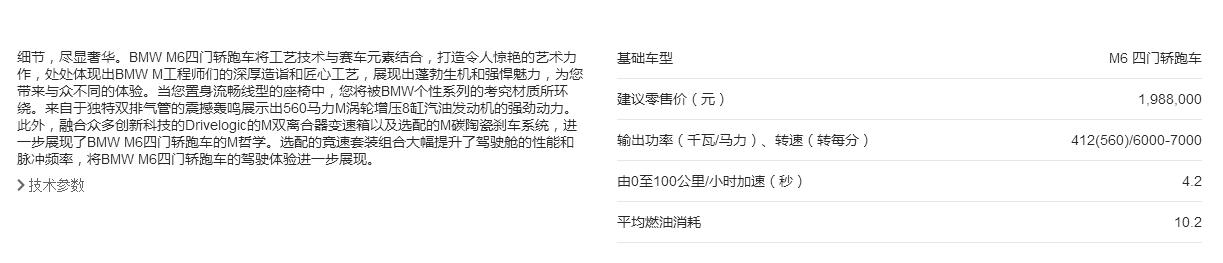 细节，尽显奢华。BMW M6四门轿跑车将工艺技术与赛车元素结合，打造令人惊艳的艺术力
作，处处体现出BMW M工程师们的深厚造诣和匠心工艺，展现出蓬勃生机和强悍魅力，为您
带来与众不同的体验。当您置身流畅线型的座椅中，您将被BMW个性系列的考究材质所环
绕。来自于独特双排气管的震撼轰鸣展示出560马力M涡轮增压8缸汽油发动机的强劲动力。
此外，融合众多创新科技的Drivelogic的M双离合器变速箱以及选配的M碳陶瓷刹车系统，进
一步展现了BMW M6四门轿跑车的M哲学。选配的竞速套装组合大幅提升了驾驶舱的性能和
脉冲频率，将BMW M6四门轿跑车的驾驶体验进一步展现。
技术参数
基础车型 M6 四门轿跑车
建议零售价（元） 1,988,000
输出功率（千瓦/马力）、转速（转每分） 412(560)/6000-7000
由0至100公里/小时加速（秒） 4.2
平均燃油消耗 10.2